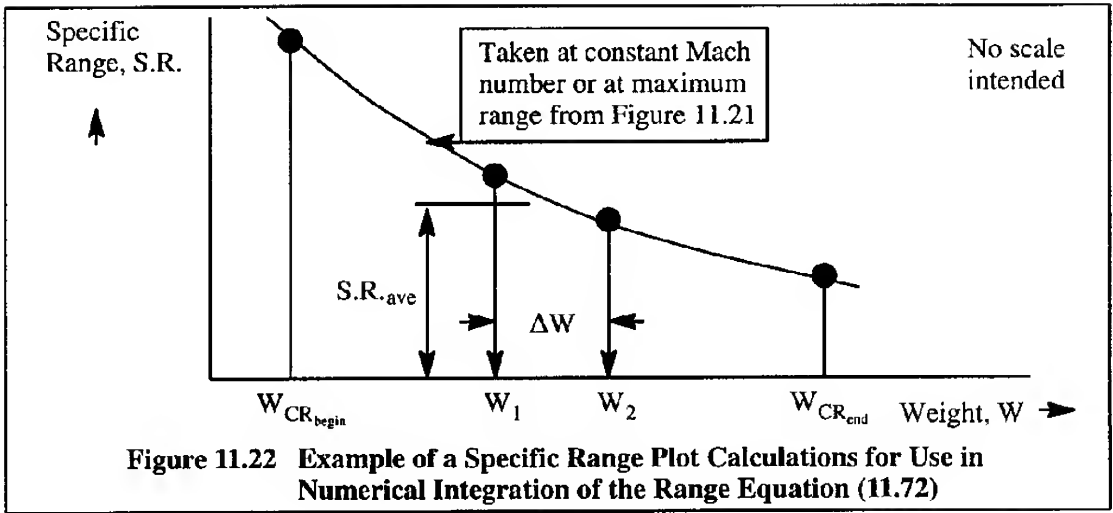 Specific
Range, S.R.
Taken at constant Mach
number or at maximum
range from Figure 11.21
No scale
intended
S.R.ave
ΔW
W_CR_begin
W_1
W_2
W_CR_end
Weight, W
Figure 11.22 Example of a Specific Range Plot Calculations for Use in
Numerical Integration of the Range Equation (11.72)